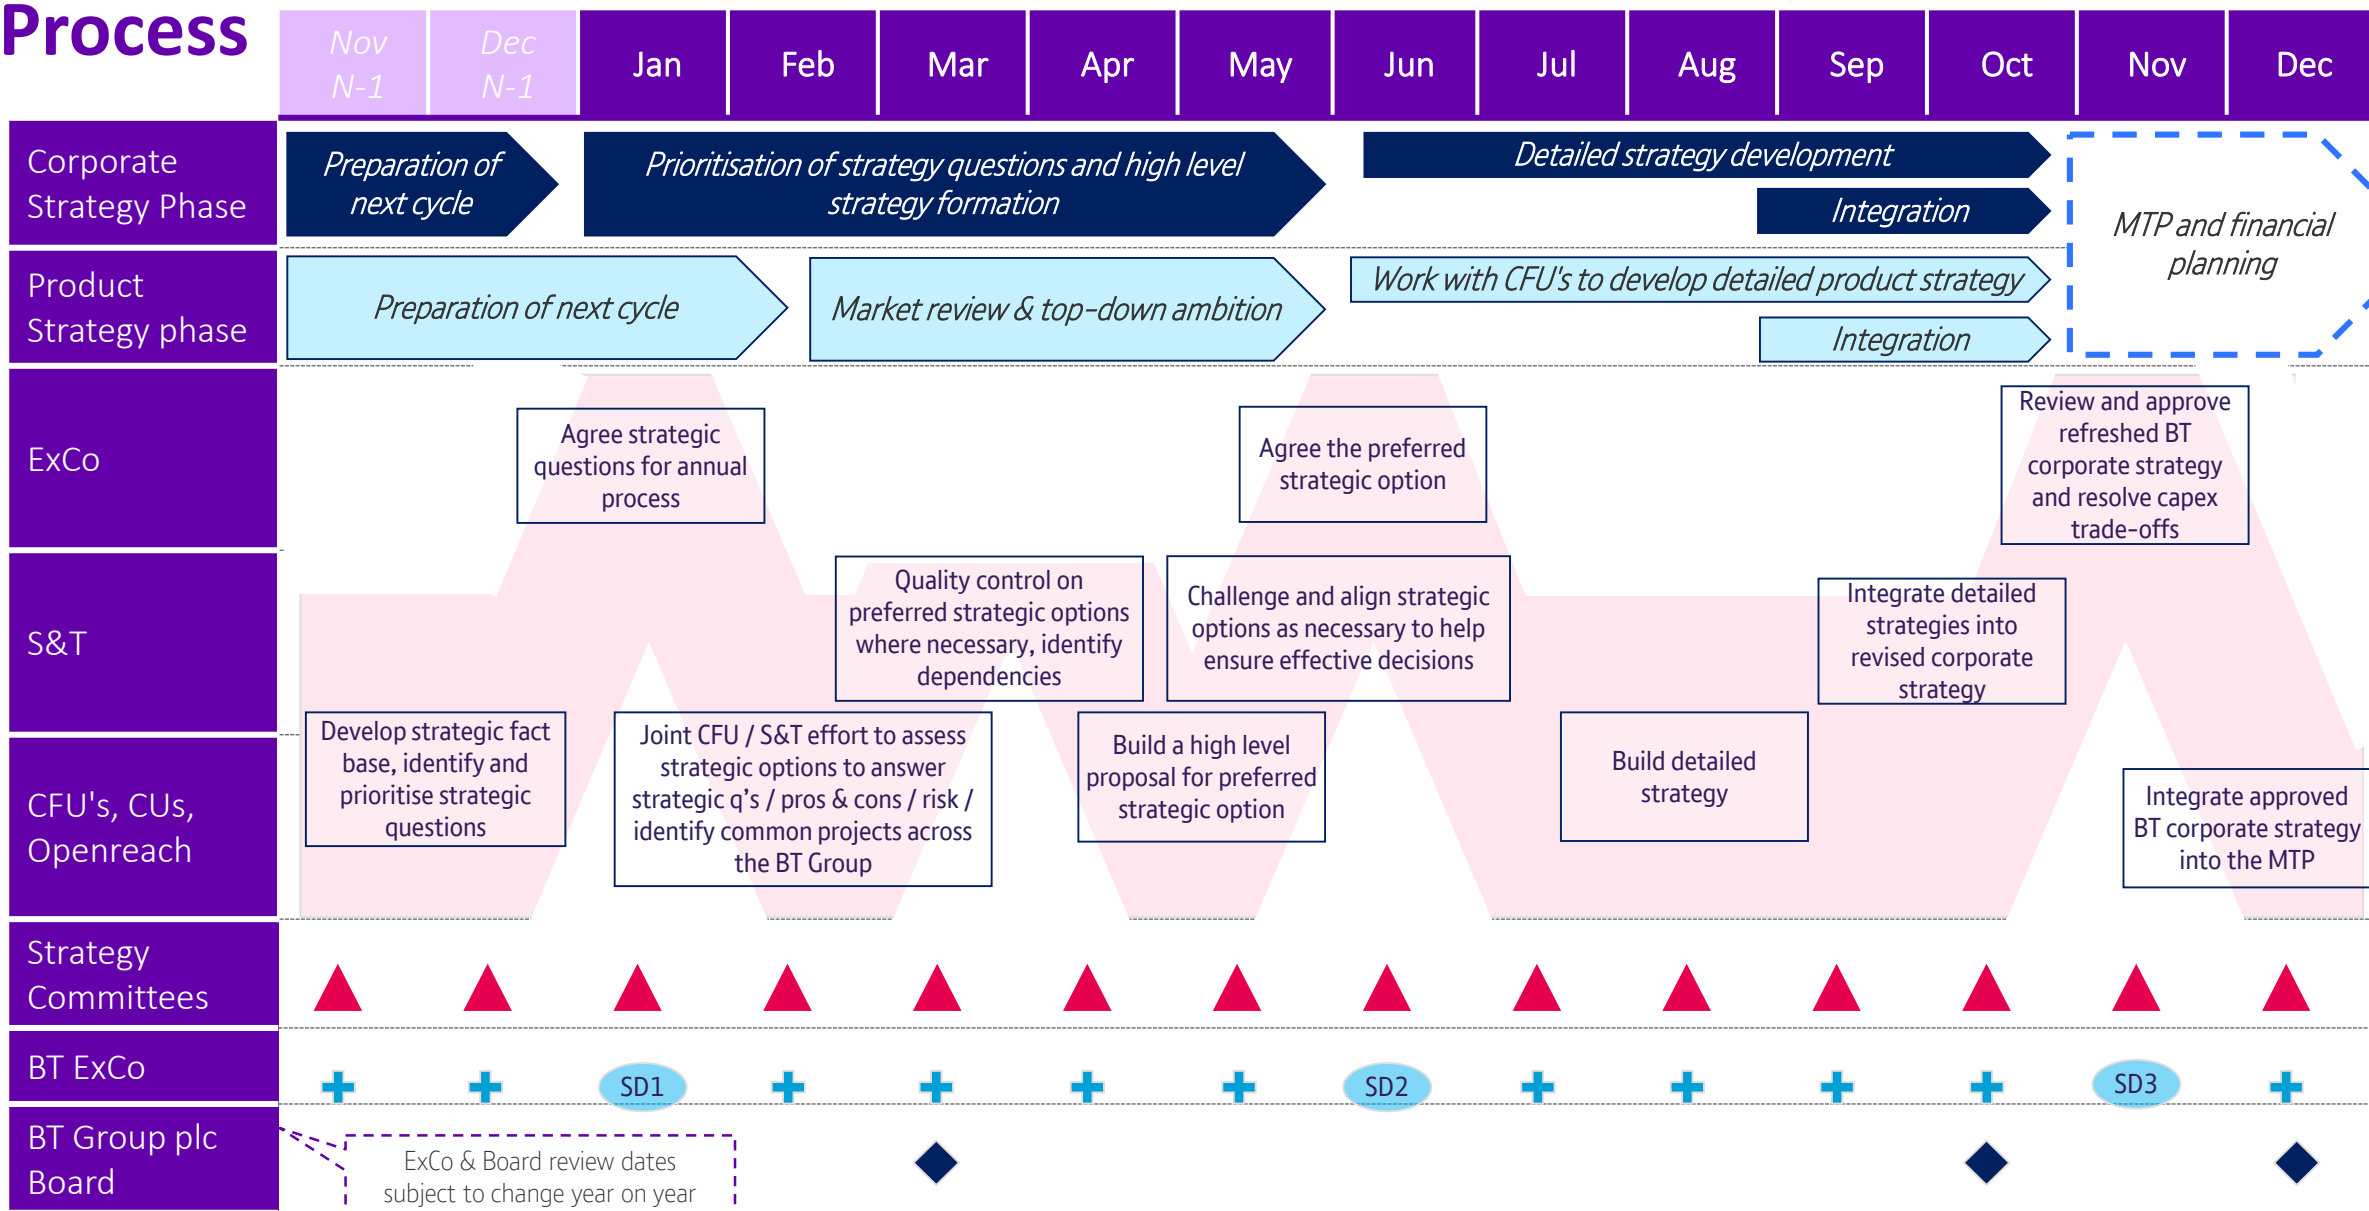 Process
Nov
N-1
Dec
N-1
Jan
Feb
Mar
Apr
May
Jun
Jul
Aug
Sep
Oct
Nov
Dec
Corporate
Strategy Phase
Preparation of
next cycle
Prioritisation of strategy questions and high level
strategy formation
Detailed strategy development
Integration
MTP and financial
planning
Product
Strategy phase
Preparation of next cycle
Market review & top-down ambition
Work with CFU's to develop detailed product strategy
Integration
ExCo
Agree strategic
questions for annual
process
Agree the preferred
strategic option
Review and approve
refreshed BT
corporate strategy
and resolve capex
trade-offs
S&T
Quality control on
preferred strategic options
where necessary, identify
dependencies
Challenge and align strategic
options as necessary to help
ensure effective decisions
Integrate detailed
strategies into
revised corporate
strategy
CFU's, CUs,
Openreach
Develop strategic fact
base, identify and
prioritise strategic
questions
Joint CFU / S&T effort to assess
strategic options to answer
strategic q’s / pros & cons / risk /
identify common projects across
the BT Group
Build a high level
proposal for preferred
strategic option
Build detailed
strategy
Integrate approved
BT corporate strategy
into the MTP
Strategy
Committees
BT ExCo
SD1
SD2
SD3
BT Group plc
Board
ExCo & Board review dates
subject to change year on year